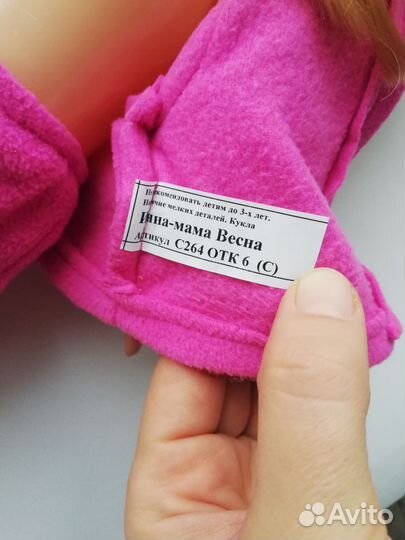 Не рекомендовать детям до 3-х лет.
Наличие мелких деталей. Кукла
Инна-мама Весна
Артикул С264 ОТК 6 (С)
Avito